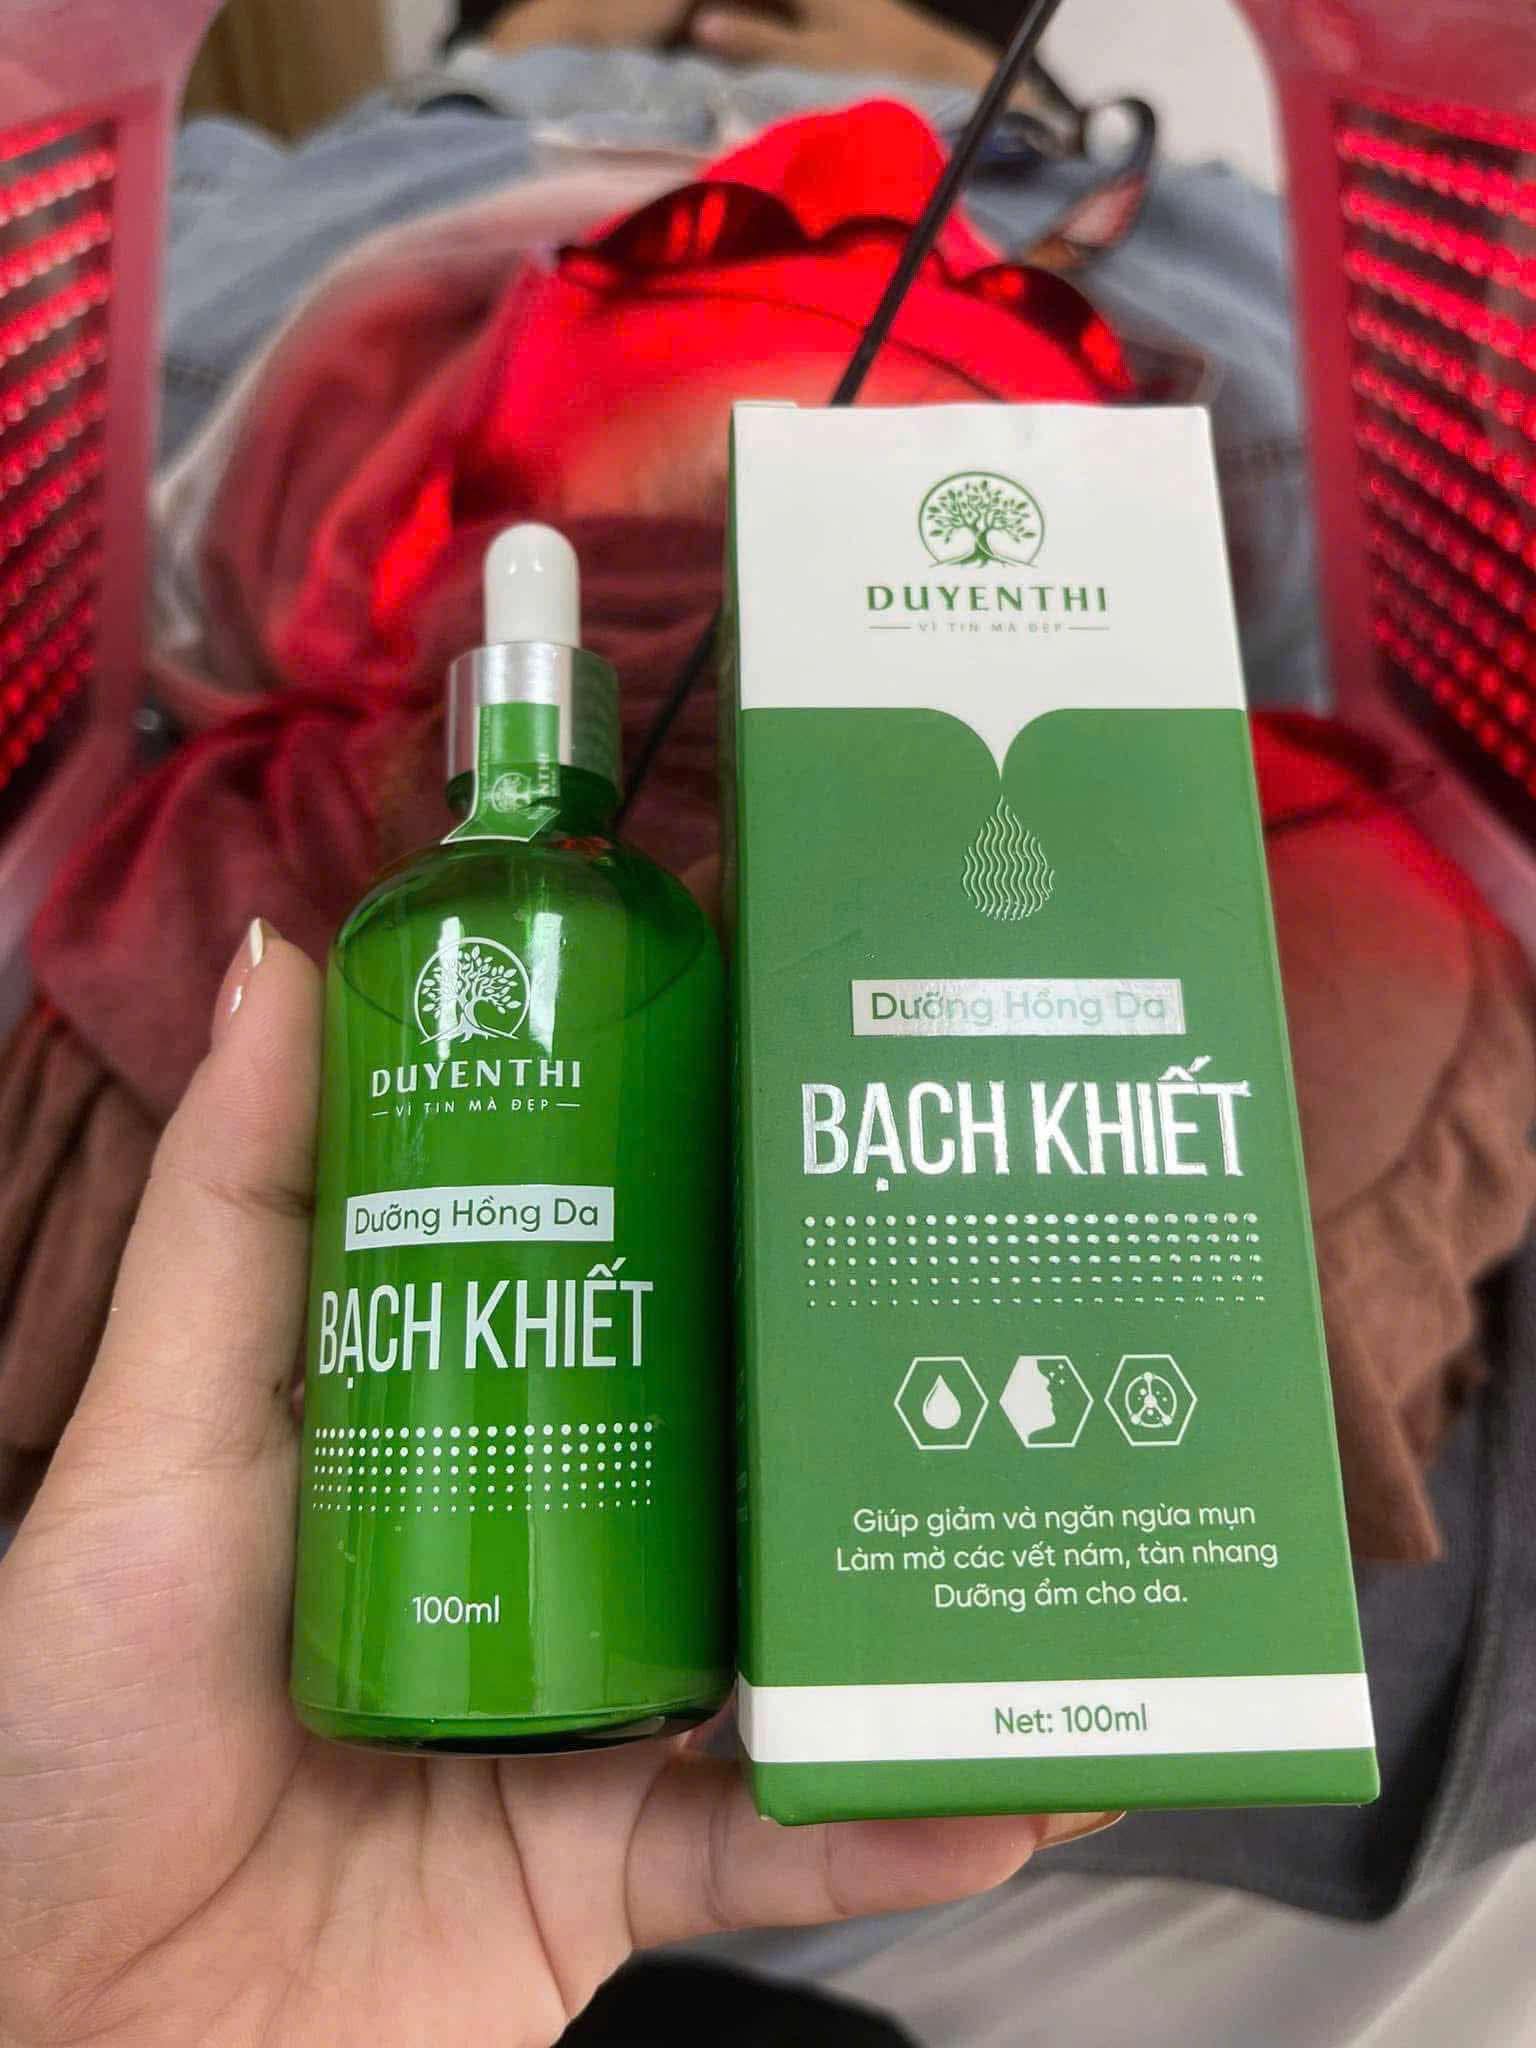 DUYENTHI
VÌ TIN MÀ ĐẸP
Dưỡng Hồng Da
BẠCH KHIẾT
100ml
DUYENTHI
VÌ TIN MÀ ĐẸP
Dưỡng Hồng Da
BẠCH KHIẾT
Giúp giảm và ngăn ngừa mụn
Làm mờ các vết nám, tàn nhang
Dưỡng ẩm cho da.
Net: 100ml